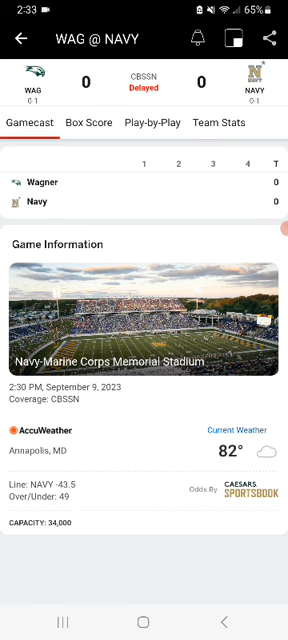 2:33
65%
WAG @ NAVY
WAG
0-1
0
CBSSN
Delayed
0
NAVY
0-1
Gamecast Box Score Play-by-Play Team Stats
1 2 3 4 T
Wagner 0
Navy 0
Game Information
Navy-Marine Corps Memorial Stadium
2:30 PM, September 9, 2023
Coverage: CBSSN
AccuWeather Current Weather
Annapolis, MD 82°
Line: NAVY -43.5
Over/Under: 49
Odds By CAESARS SPORTSBOOK
CAPACITY: 34,000